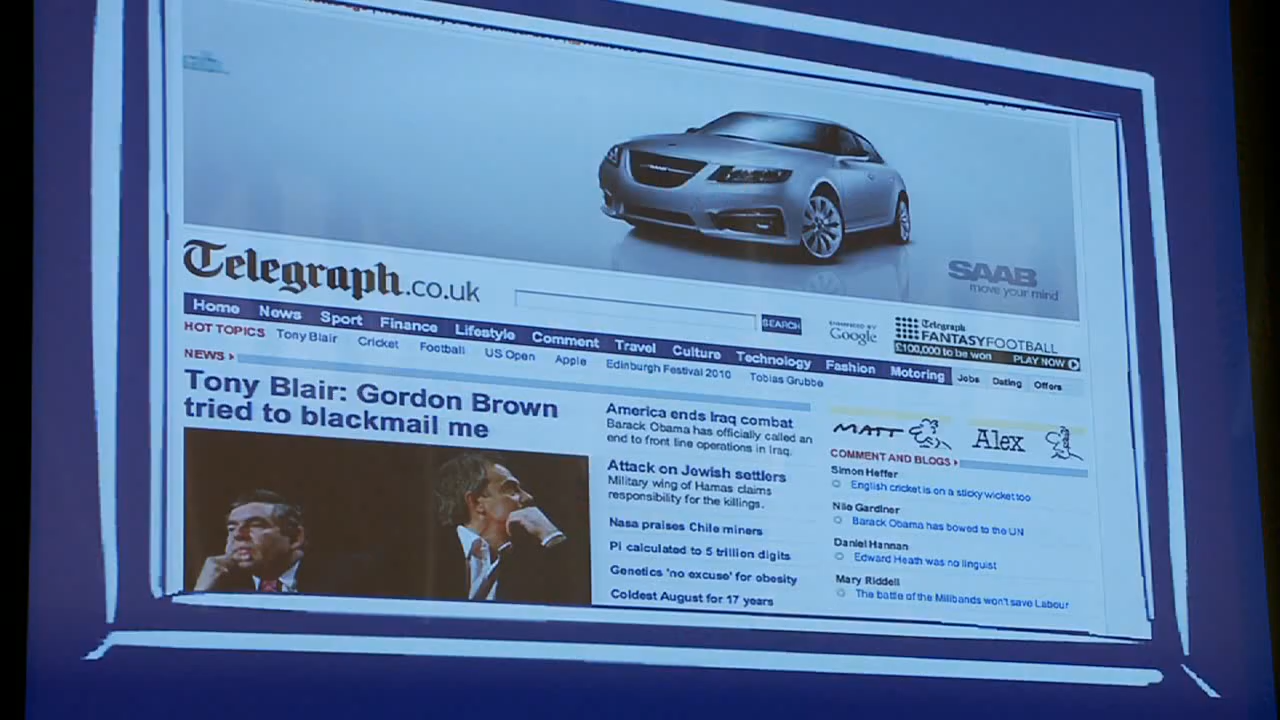 SAAB
move your mind
Telegraph.co.uk
SEARCH
ENHANCED BY
Google
Telegraph
FANTASYFOOTBALL
£100,000 to be won PLAY NOW
Home News Sport Finance Lifestyle Comment Travel Culture Technology Fashion Motoring Jobs Dating Offers
HOT TOPICS Tony Blair Cricket Football US Open Apple Edinburgh Festival 2010 Tobias Grubbe
NEWS
Tony Blair: Gordon Brown
tried to blackmail me
America ends Iraq combat
Barack Obama has officially called an
end to front line operations in Iraq.
Attack on Jewish settlers
Military wing of Hamas claims
responsibility for the killings.
Nasa praises Chile miners
Pi calculated to 5 trillion digits
Genetics 'no excuse' for obesity
Coldest August for 17 years
MATT
Alex
COMMENT AND BLOGS
Simon Heffer
English cricket is on a sticky wicket too
Nile Gardiner
Barack Obama has bowed to the UN
Daniel Hannan
Edward Heath was no linguist
Mary Riddell
The battle of the Milibands won't save Labour